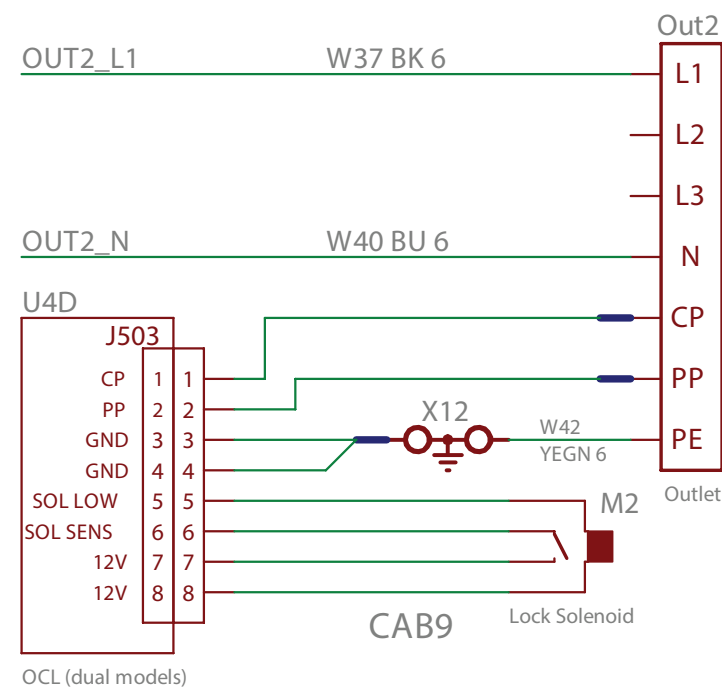 Out2
OUT2_L1 W37 BK 6 L1
L2
L3
OUT2_N W40 BU 6 N
U4D
J503
CP
CP 1 1
PP
PP 2 2
X12
GND 3 3
W42
YEGN 6
PE
GND 4 4
SOL LOW 5 5
M2
Outlet
SOL SENS 6 6
12V 7 7
12V 8 8
CAB9
Lock Solenoid
OCL (dual models)